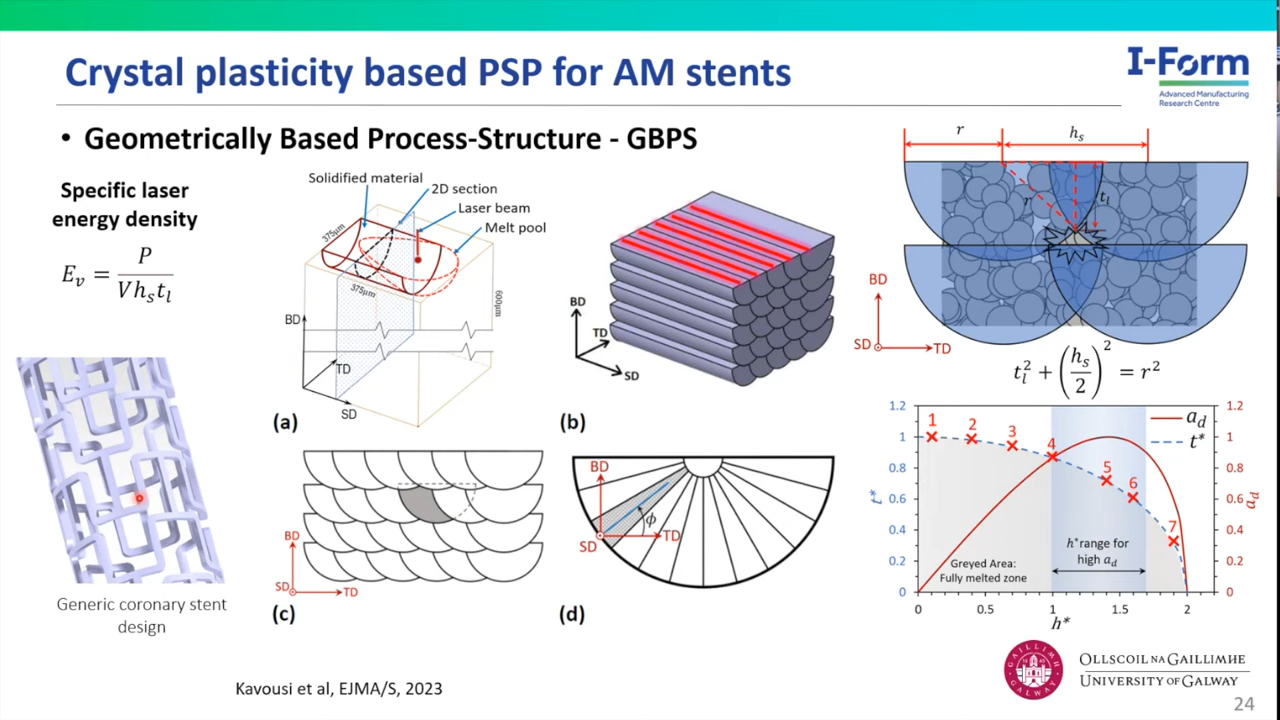 Crystal plasticity based PSP for AM stents
I-Form
Advanced Manufacturing
Research Centre
• Geometrically Based Process-Structure - GBPS
Specific laser
energy density
E_v = P / (V h_s t_l)
Generic coronary stent
design
Solidified material
2D section
Laser beam
Melt pool
375μm
375μm
600μm
BD
TD
SD
(a)
BD
TD
SD
(b)
BD
SD
TD
(c)
BD
SD
TD
ϕ
(d)
r
h_s
r
t_l
BD
SD
TD
t_l^2 + (h_s/2)^2 = r^2
1.2
1
0.8
0.6
0.4
0.2
0
t*
1
2
3
4
5
6
7
a_d
t*
h* range for
high a_d
Greyed Area:
Fully melted zone
1.2
1
0.8
0.6
0.4
0.2
0
a_d
0
0.5
1
1.5
2
h*
Kavousi et al, EJMA/S, 2023
GAILLIMH
GALWAY
OLLSCOIL NA GAILLIMHE
UNIVERSITY OF GALWAY
24